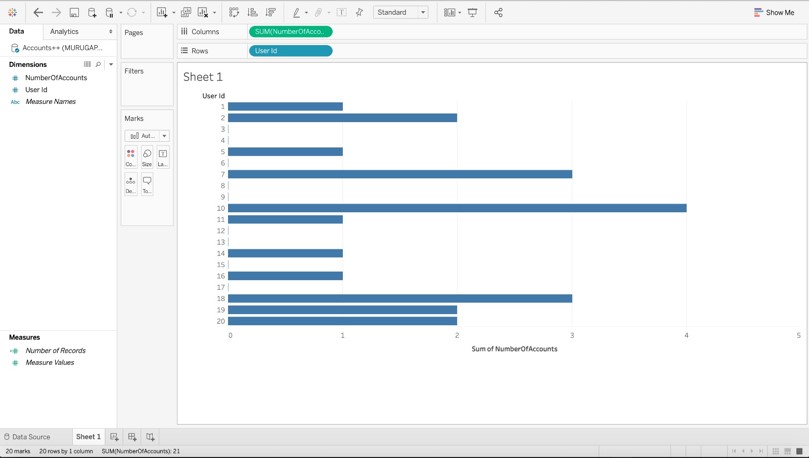 Standard
Show Me
Data
Analytics
Pages
Columns
SUM(NumberOfAcco..
Accounts++ (MURUGAP...
Rows
User Id
Dimensions
Filters
NumberOfAccounts
User Id
Abc Measure Names
Sheet 1
User Id
Marks
Aut...
Co...
Size
La...
De...
To...
1
2
3
4
5
6
7
8
9
10
11
12
13
14
15
16
17
18
19
20
0 1 2 3 4 5
Sum of NumberOfAccounts
Measures
Number of Records
Measure Values
Data Source
Sheet 1
20 marks 20 rows by 1 column SUM(NumberOfAccounts): 21